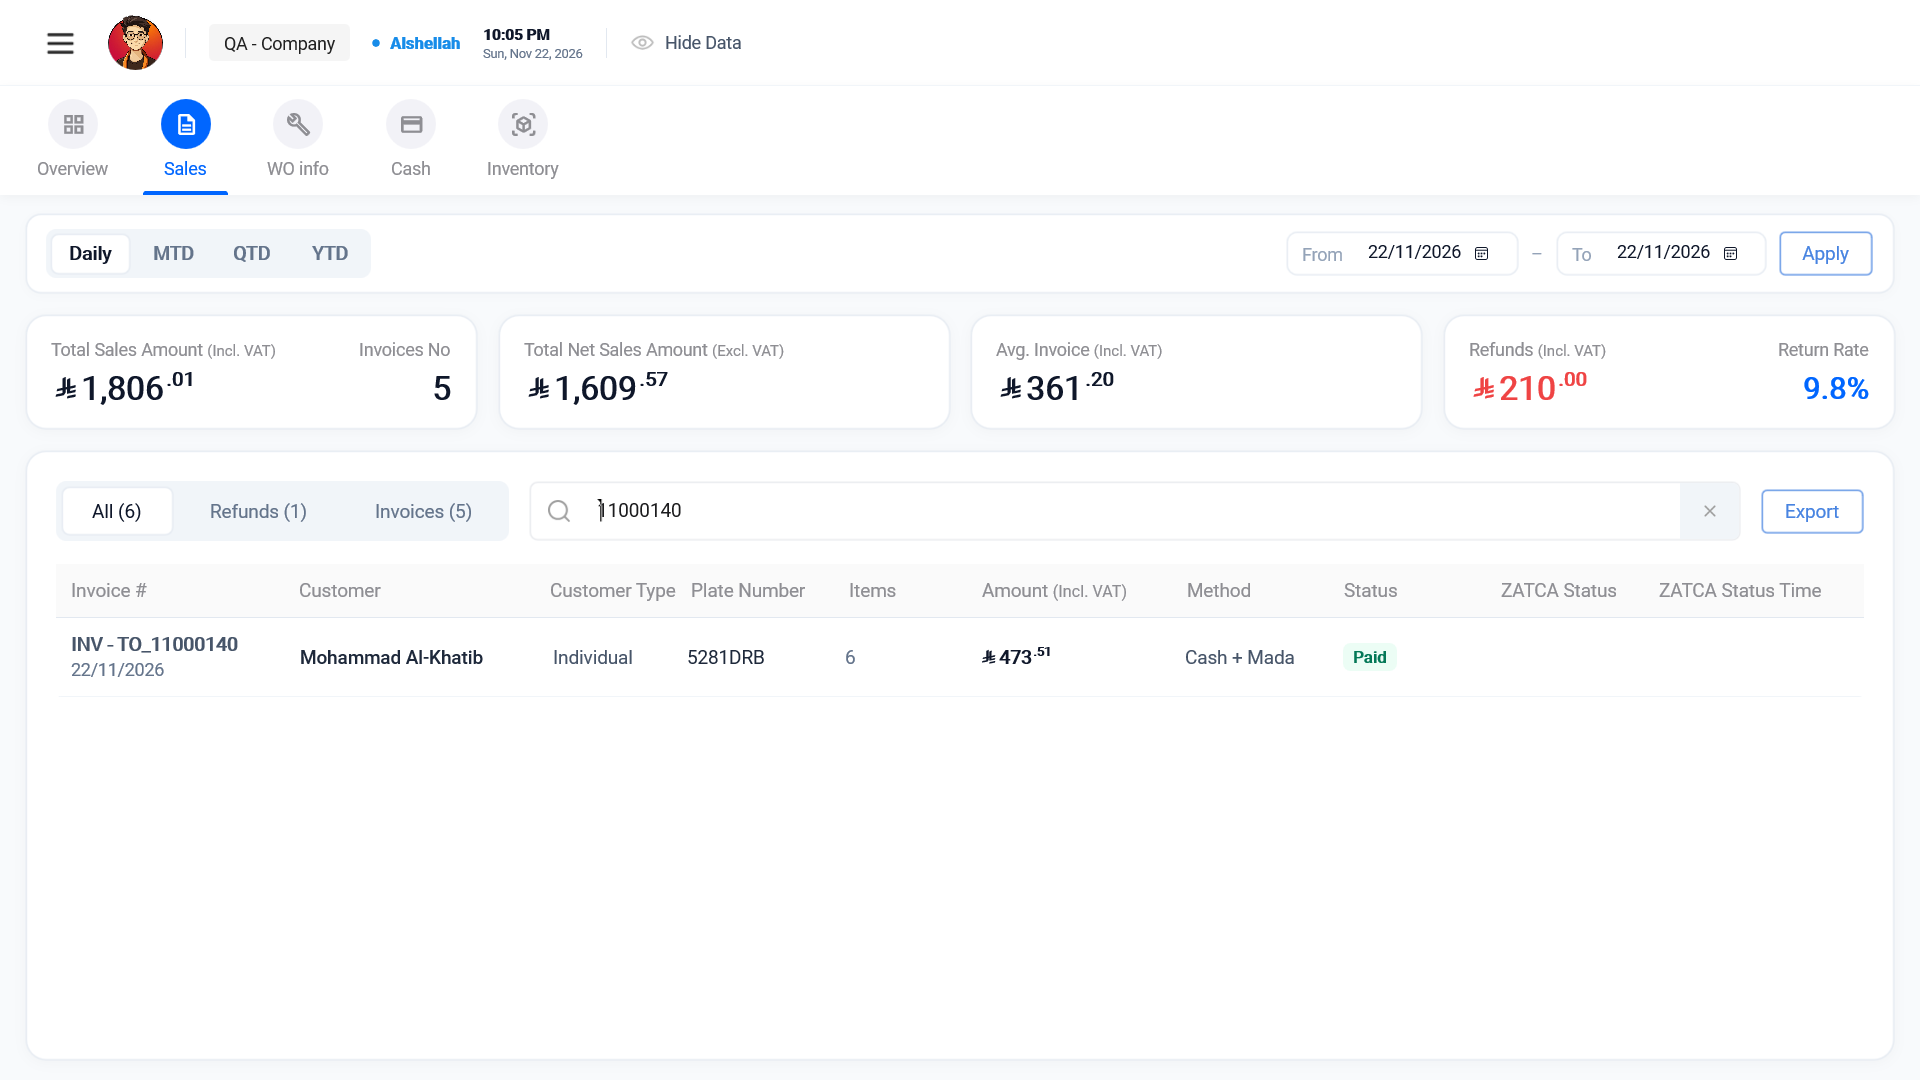 QA - Company
Alshellah
10:05 PM
Sun, Nov 22, 2026
Hide Data
Overview
Sales
WO info
Cash
Inventory
Daily MTD QTD YTD
From 22/11/2026 – To 22/11/2026 Apply
Total Sales Amount (Incl. VAT) Invoices No
1,806.01 5
Total Net Sales Amount (Excl. VAT)
1,609.57
Avg. Invoice (Incl. VAT)
361.20
Refunds (Incl. VAT) Return Rate
210.00 9.8%
All (6) Refunds (1) Invoices (5) 11000140 Export
Invoice # Customer Customer Type Plate Number Items Amount (Incl. VAT) Method Status ZATCA Status ZATCA Status Time
INV - TO_11000140
22/11/2026
Mohammad Al-Khatib Individual 5281DRB 6 473.51 Cash + Mada Paid